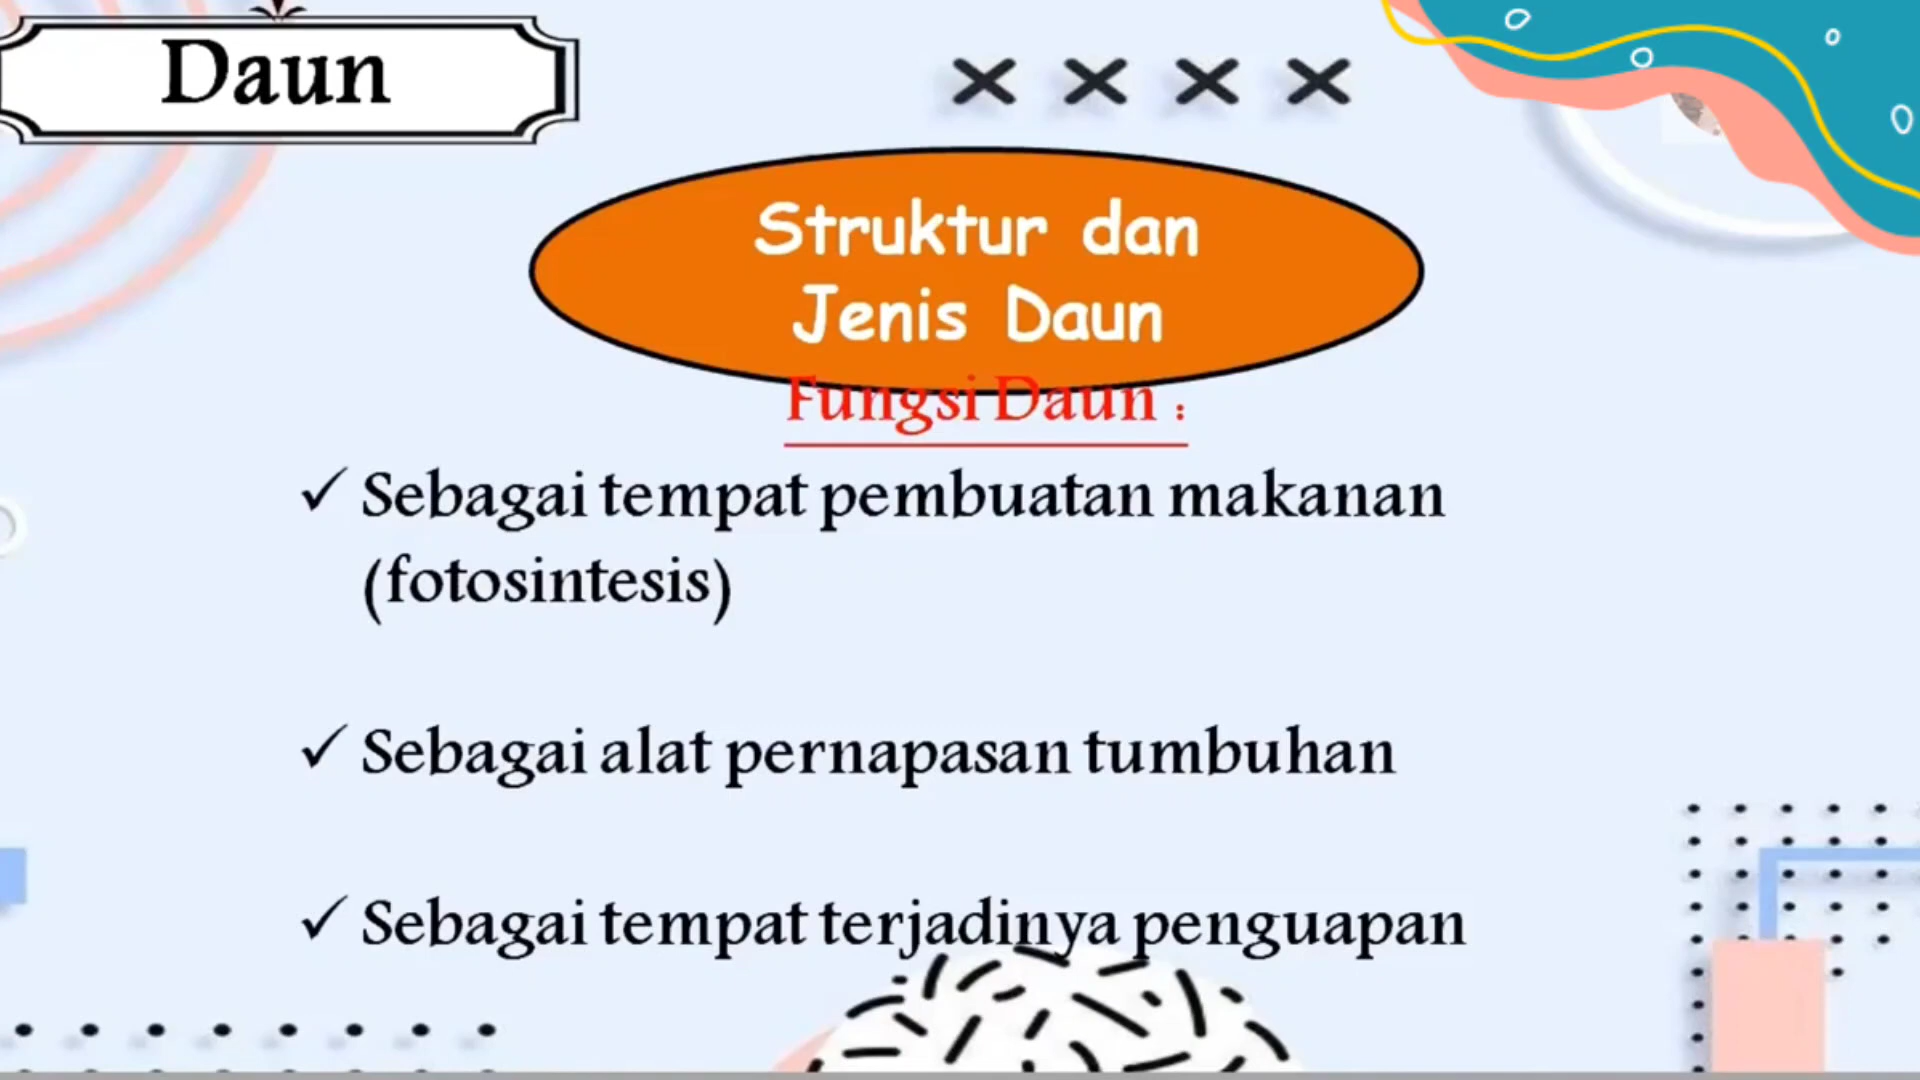 Daun
Struktur dan
Jenis Daun
Fungsi Daun :
✓ Sebagai tempat pembuatan makanan
(fotosintesis)
✓ Sebagai alat pernapasan tumbuhan
✓ Sebagai tempat terjadinya penguapan